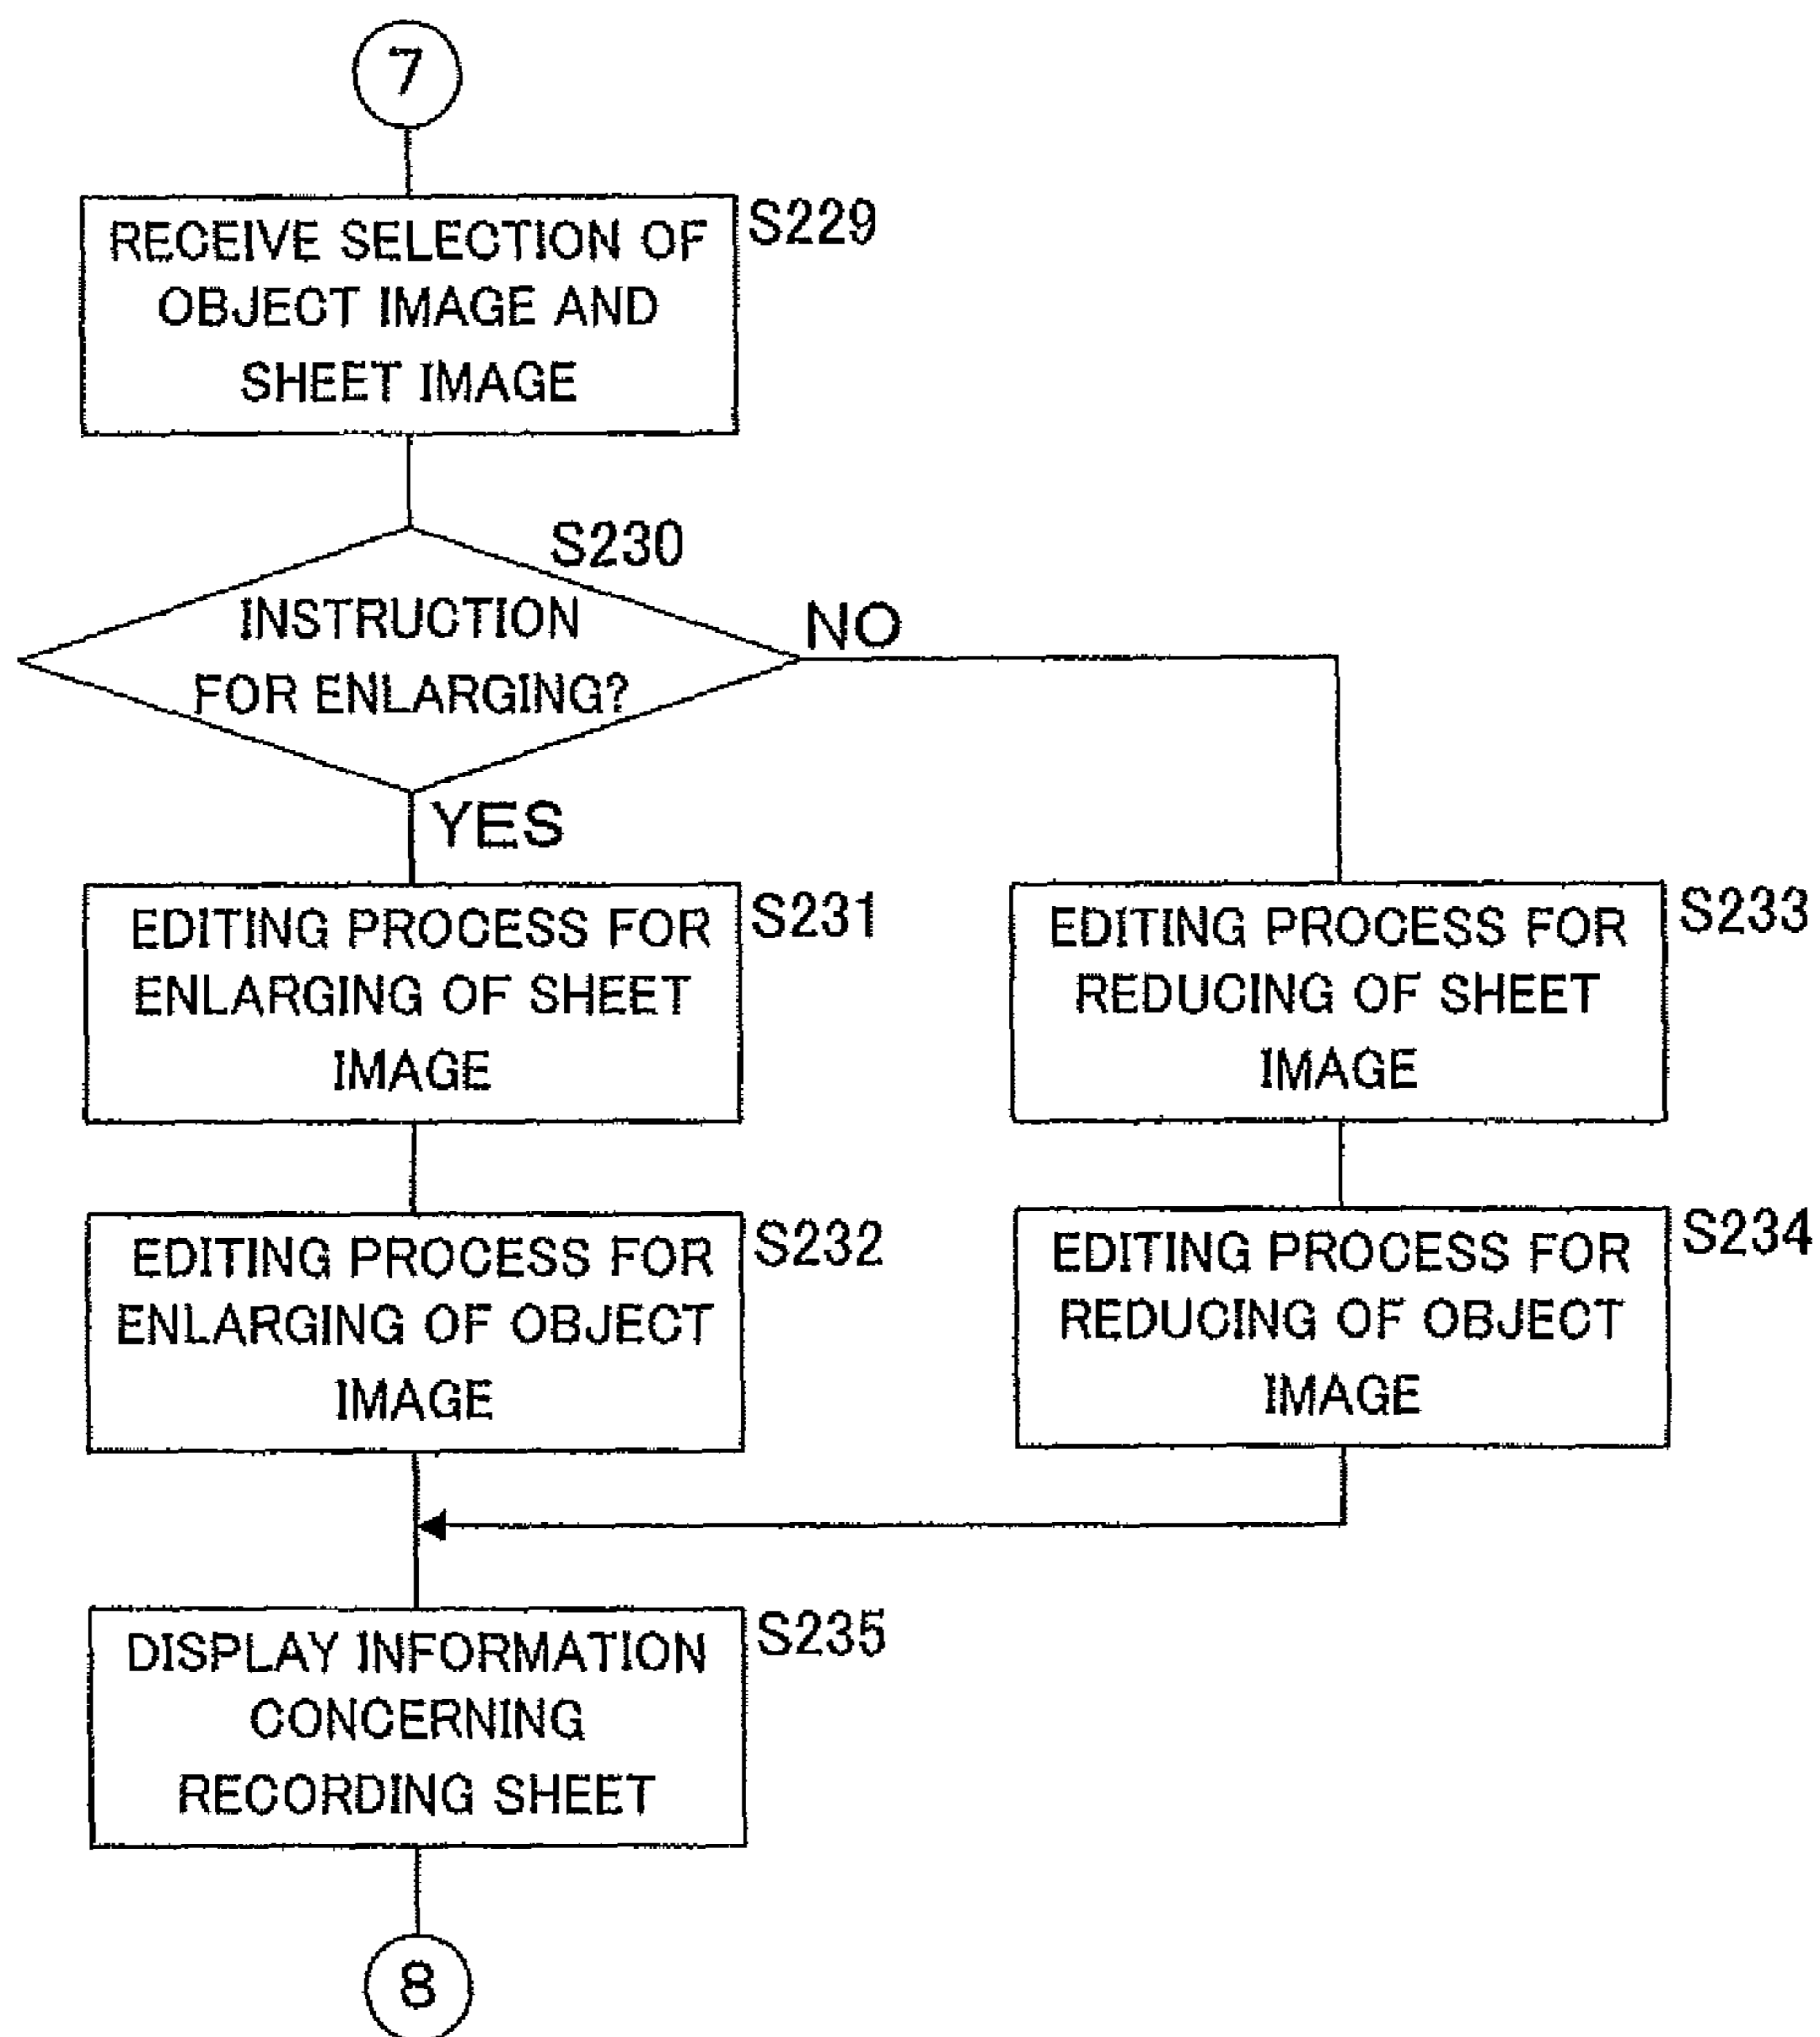 7
RECEIVE SELECTION OF
OBJECT IMAGE AND
SHEET IMAGE
S229
S230
INSTRUCTION
FOR ENLARGING?
NO
YES
EDITING PROCESS FOR
ENLARGING OF SHEET
IMAGE
S231
EDITING PROCESS FOR
REDUCING OF SHEET
IMAGE
S233
EDITING PROCESS FOR
ENLARGING OF OBJECT
IMAGE
S232
EDITING PROCESS FOR
REDUCING OF OBJECT
IMAGE
S234
DISPLAY INFORMATION
CONCERNING
RECORDING SHEET
S235
8